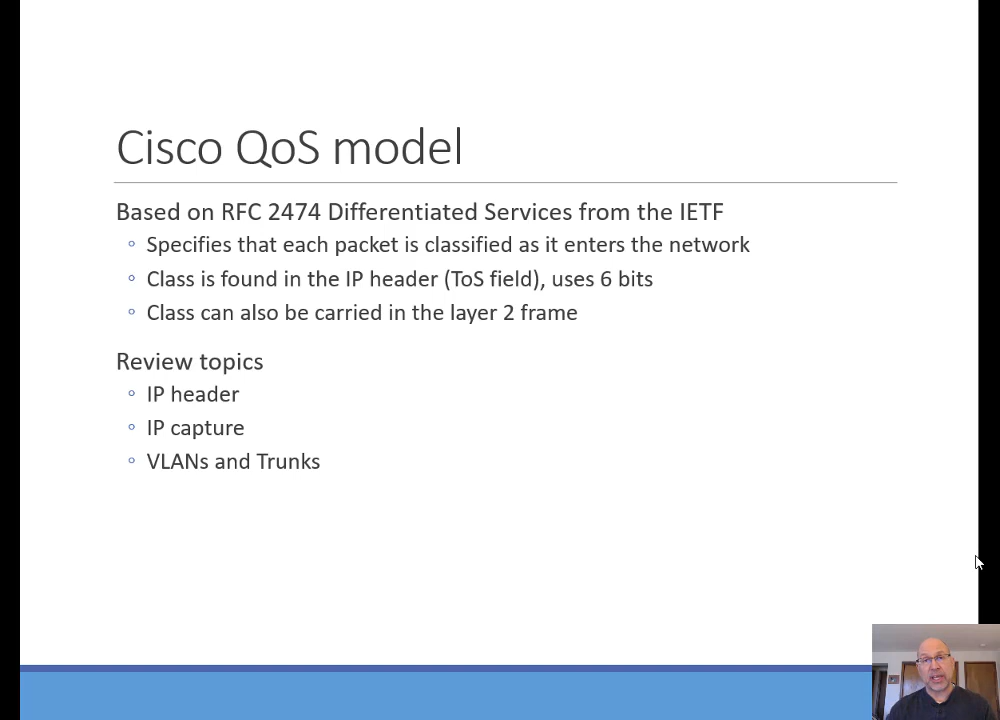 Cisco QoS model
Based on RFC 2474 Differentiated Services from the IETF
◦ Specifies that each packet is classified as it enters the network
◦ Class is found in the IP header (ToS field), uses 6 bits
◦ Class can also be carried in the layer 2 frame
Review topics
◦ IP header
◦ IP capture
◦ VLANs and Trunks